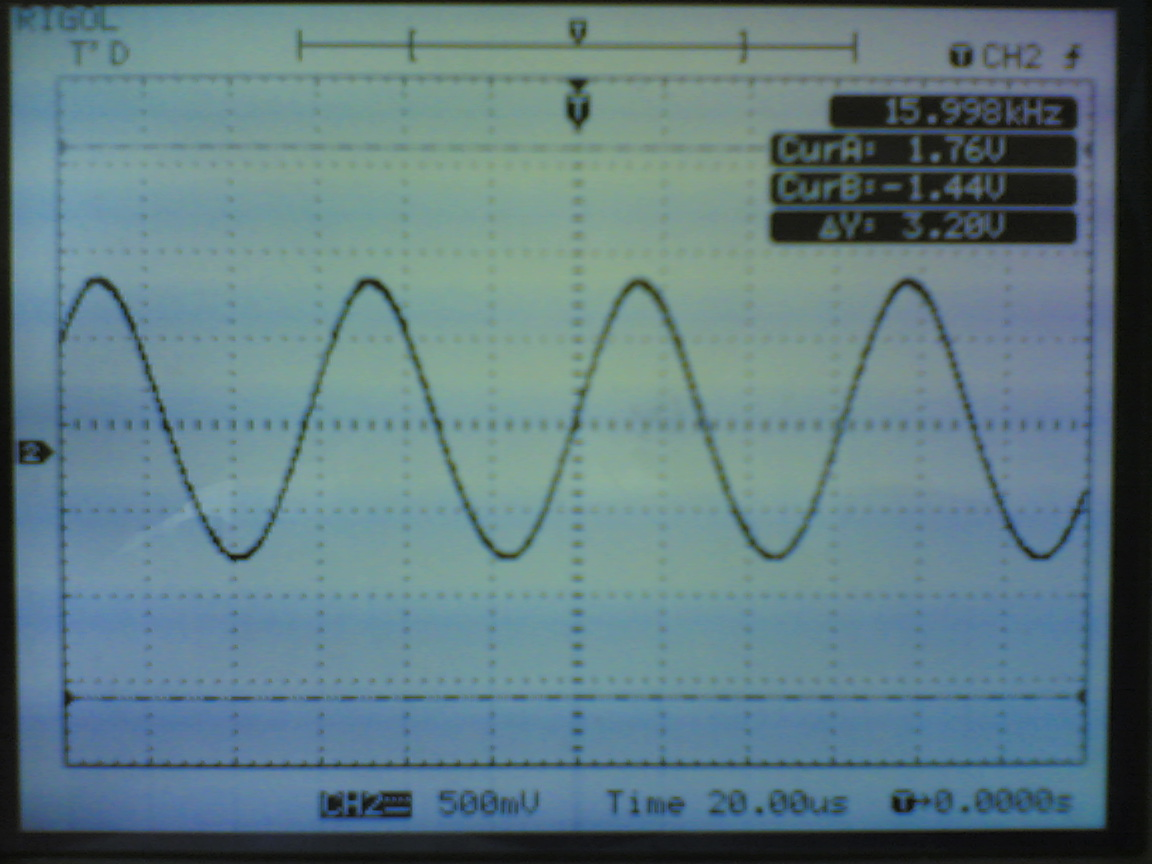 RIGOL
T'D
T CH2
15.998kHz
CurA: 1.76V
CurB:-1.44V
ΔY: 3.20V
CH2 500mV Time 20.00us T→0.0000s